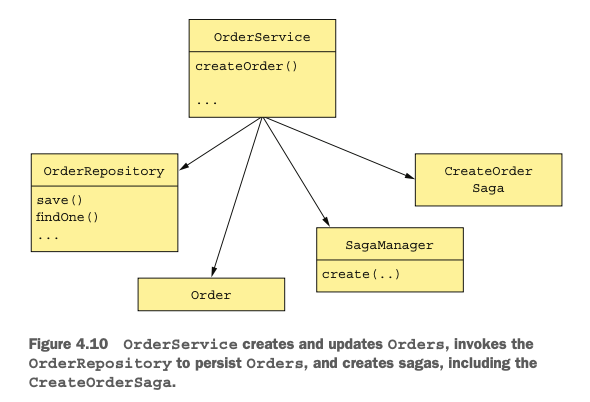 OrderService
createOrder()
...
OrderRepository
save()
findOne()
...
CreateOrder
Saga
SagaManager
create(..)
Order
Figure 4.10 OrderService creates and updates Orders, invokes the
OrderRepository to persist Orders, and creates sagas, including the
CreateOrderSaga.